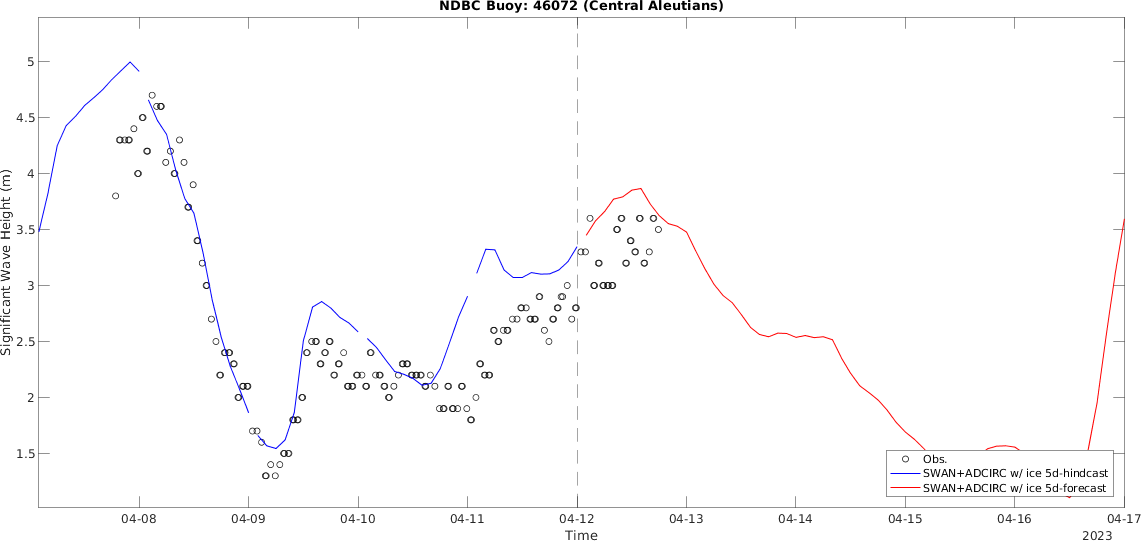 NDBC Buoy: 46072 (Central Aleutians)
5
4.5
4
3.5
3
2.5
2
1.5
Significant Wave Height (m)
Obs.
SWAN+ADCIRC w/ ice 5d-hindcast
SWAN+ADCIRC w/ ice 5d-forecast
04-08 04-09 04-10 04-11 04-12 04-13 04-14 04-15 04-16 04-17
Time
2023